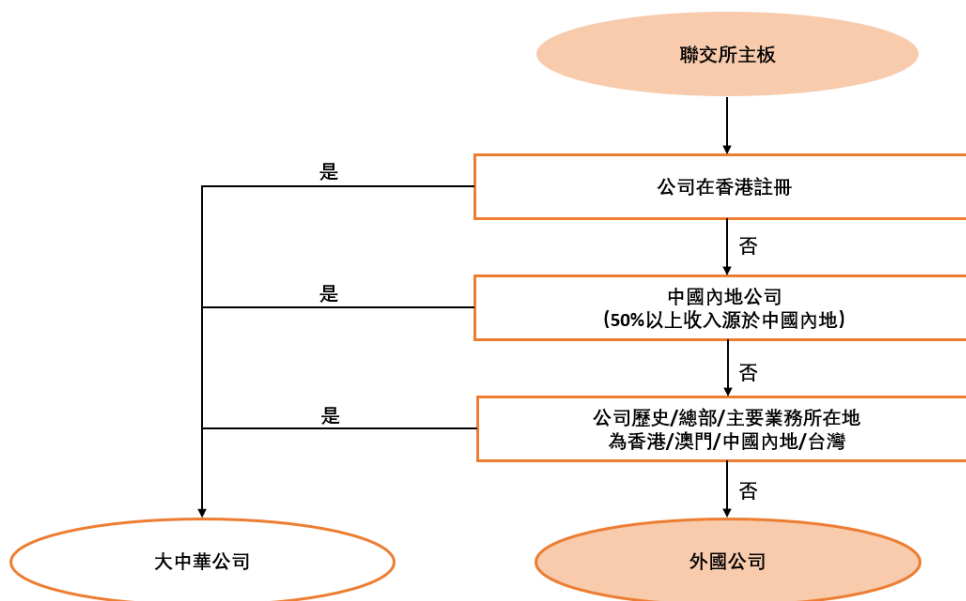 聯交所主板
是
公司在香港註冊
否
是
中國內地公司
(50%以上收入源於中國內地)
否
是
公司歷史/總部/主要業務所在地
為香港/澳門/中國內地/台灣
否
大中華公司
外國公司